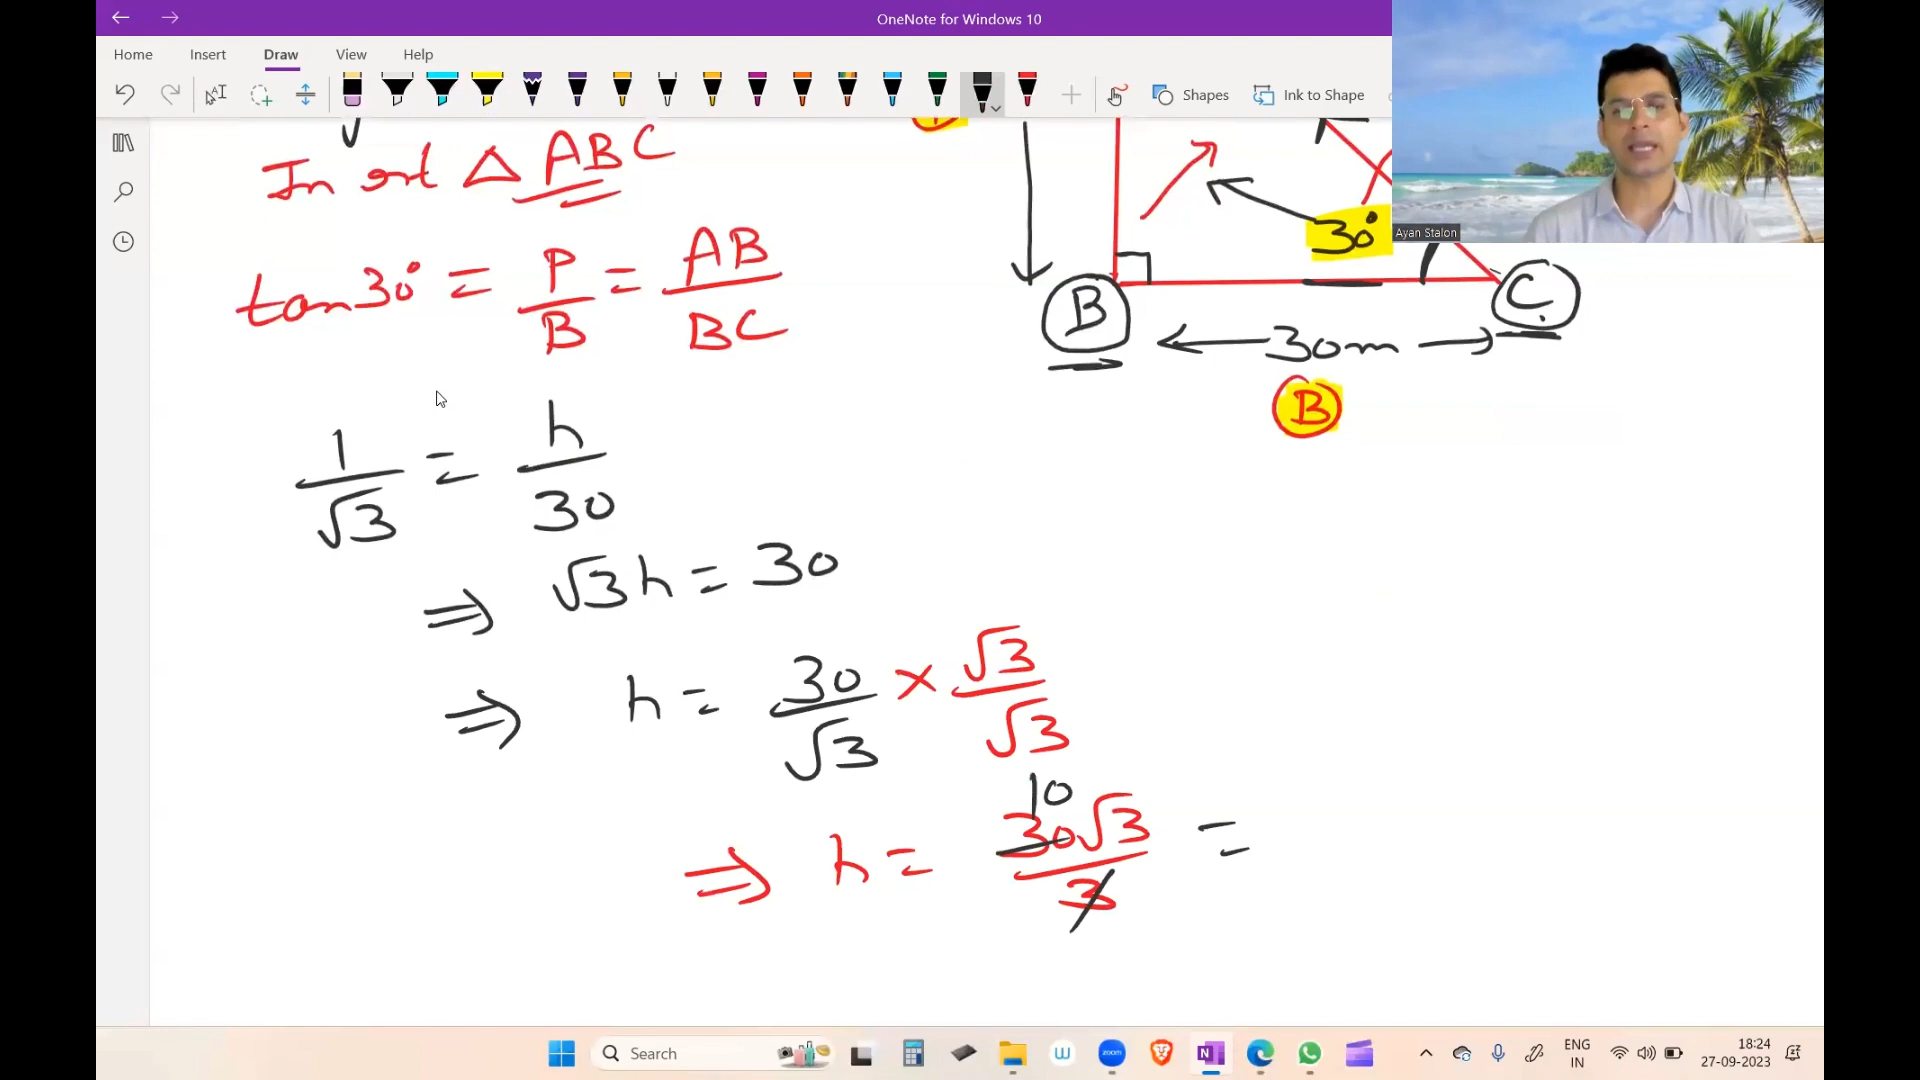 OneNote for Windows 10
Home Insert Draw View Help
Shapes Ink to Shape
Ayan Stalon
In rt △ ABC
tan30° = P/B = AB/BC
30°
B C
30m
B
1/√3 = h/30
⇒ √3h = 30
⇒ h = 30/√3 × √3/√3
10
⇒ h = 30√3/3 =
Search
zoom
ENG
IN
18:24
27-09-2023